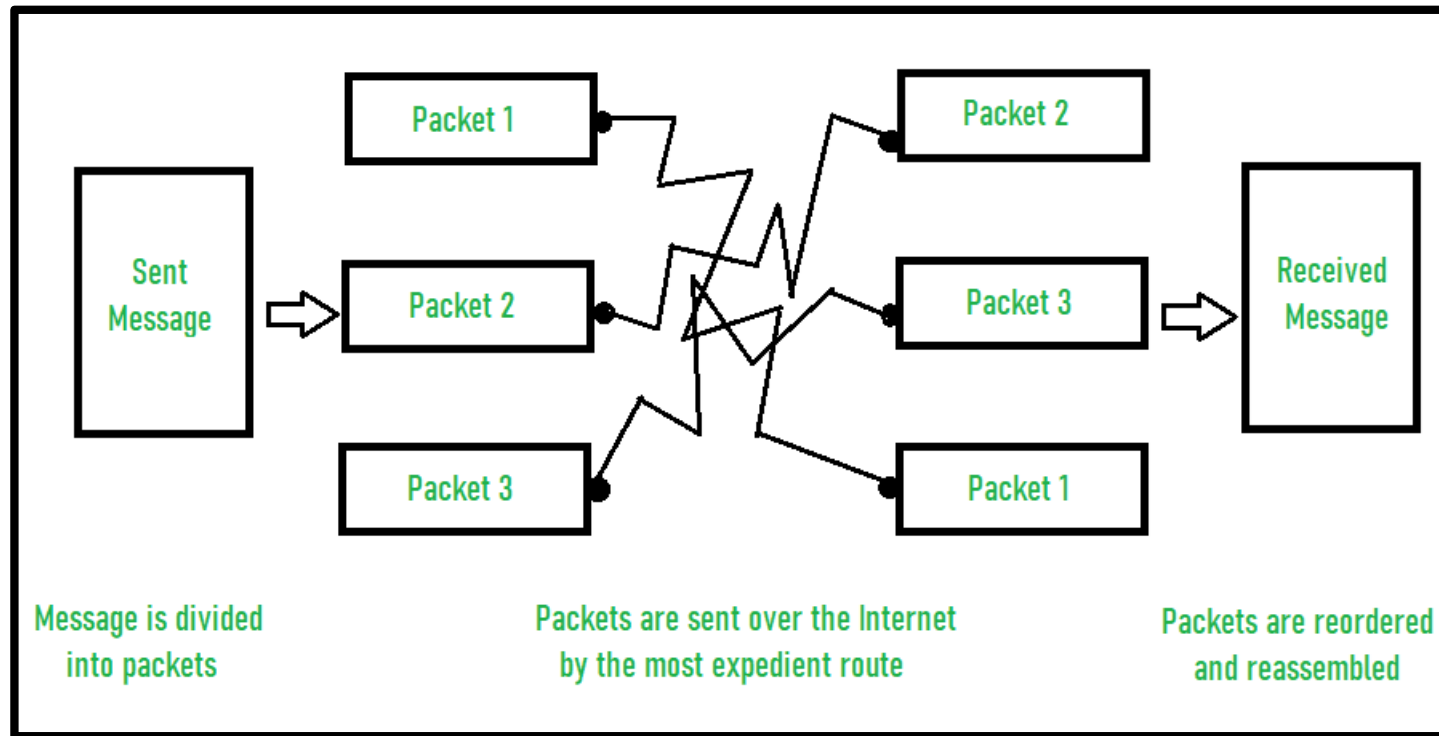 Sent
Message
Packet 1
Packet 2
Packet 3
Packet 2
Packet 3
Packet 1
Received
Message
Message is divided
into packets
Packets are sent over the Internet
by the most expedient route
Packets are reordered
and reassembled